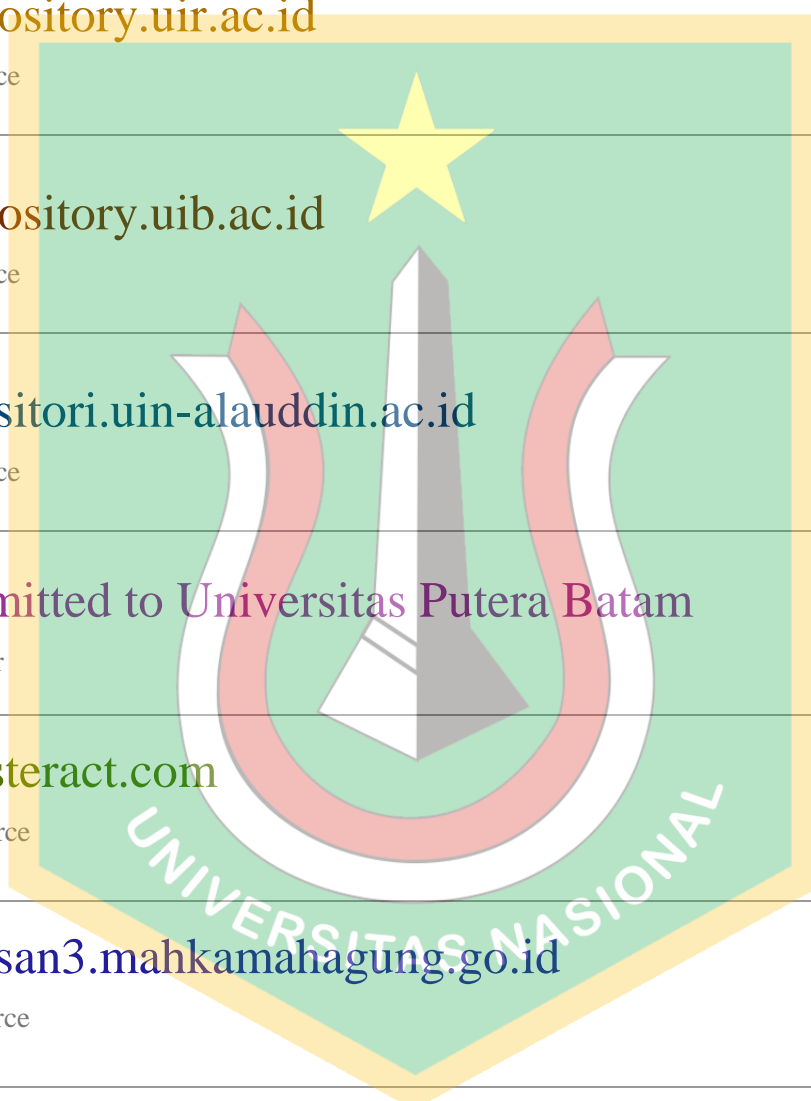 ository.uir.ac.id
ce
ository.uib.ac.id
ce
sitori.uin-alauddin.ac.id
ce
mitted to Universitas Putera Batam
r
steract.com
rce
UNIVERSITAS NASIONAL
san3.mahkamahagung.go.id
rce